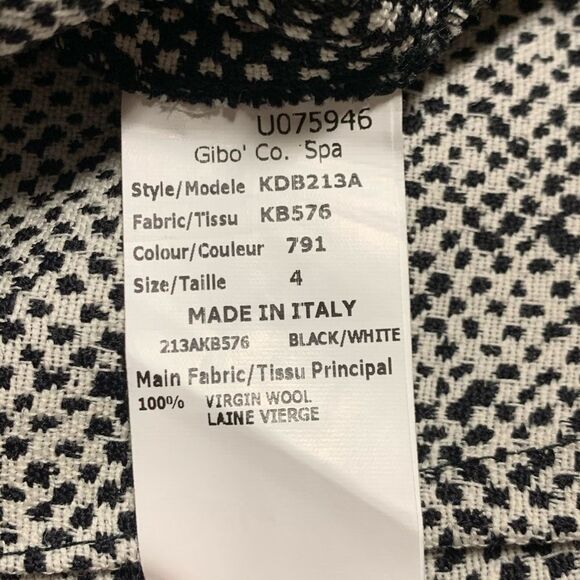 U075946
Gibo' Co. Spa
Style/Modele KDB213A
Fabric/Tissu KB576
Colour/Couleur 791
Size/Taille 4
MADE IN ITALY
213AKB576 BLACK/WHITE
Main Fabric/Tissu Principal
100% VIRGIN WOOL
LAINE VIERGE